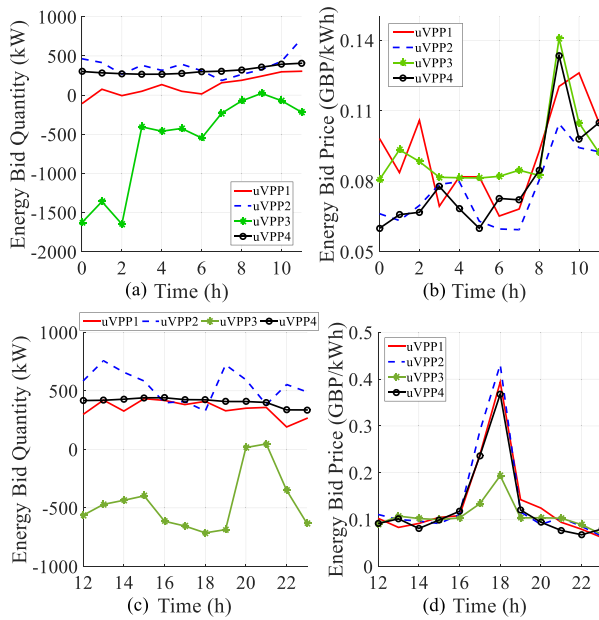 1000
500
0
-500
-1000
-1500
-2000
Energy Bid Quantity (kW)
uVPP1
uVPP2
uVPP3
uVPP4
0 2 4 6 8 10
(a) Time (h)
0.14
0.11
0.08
0.05
Energy Bid Price (GBP/kWh)
uVPP1
uVPP2
uVPP3
uVPP4
0 2 4 6 8 10
(b) Time (h)
uVPP1 uVPP2 uVPP3 uVPP4
1000
500
0
-500
-1000
Energy Bid Quantity (kW)
12 14 16 18 20 22
(c) Time (h)
0.5
0.4
0.3
0.2
0.1
0
Energy Bid Price (GBP/kWh)
uVPP1
uVPP2
uVPP3
uVPP4
12 14 16 18 20 22
(d) Time (h)